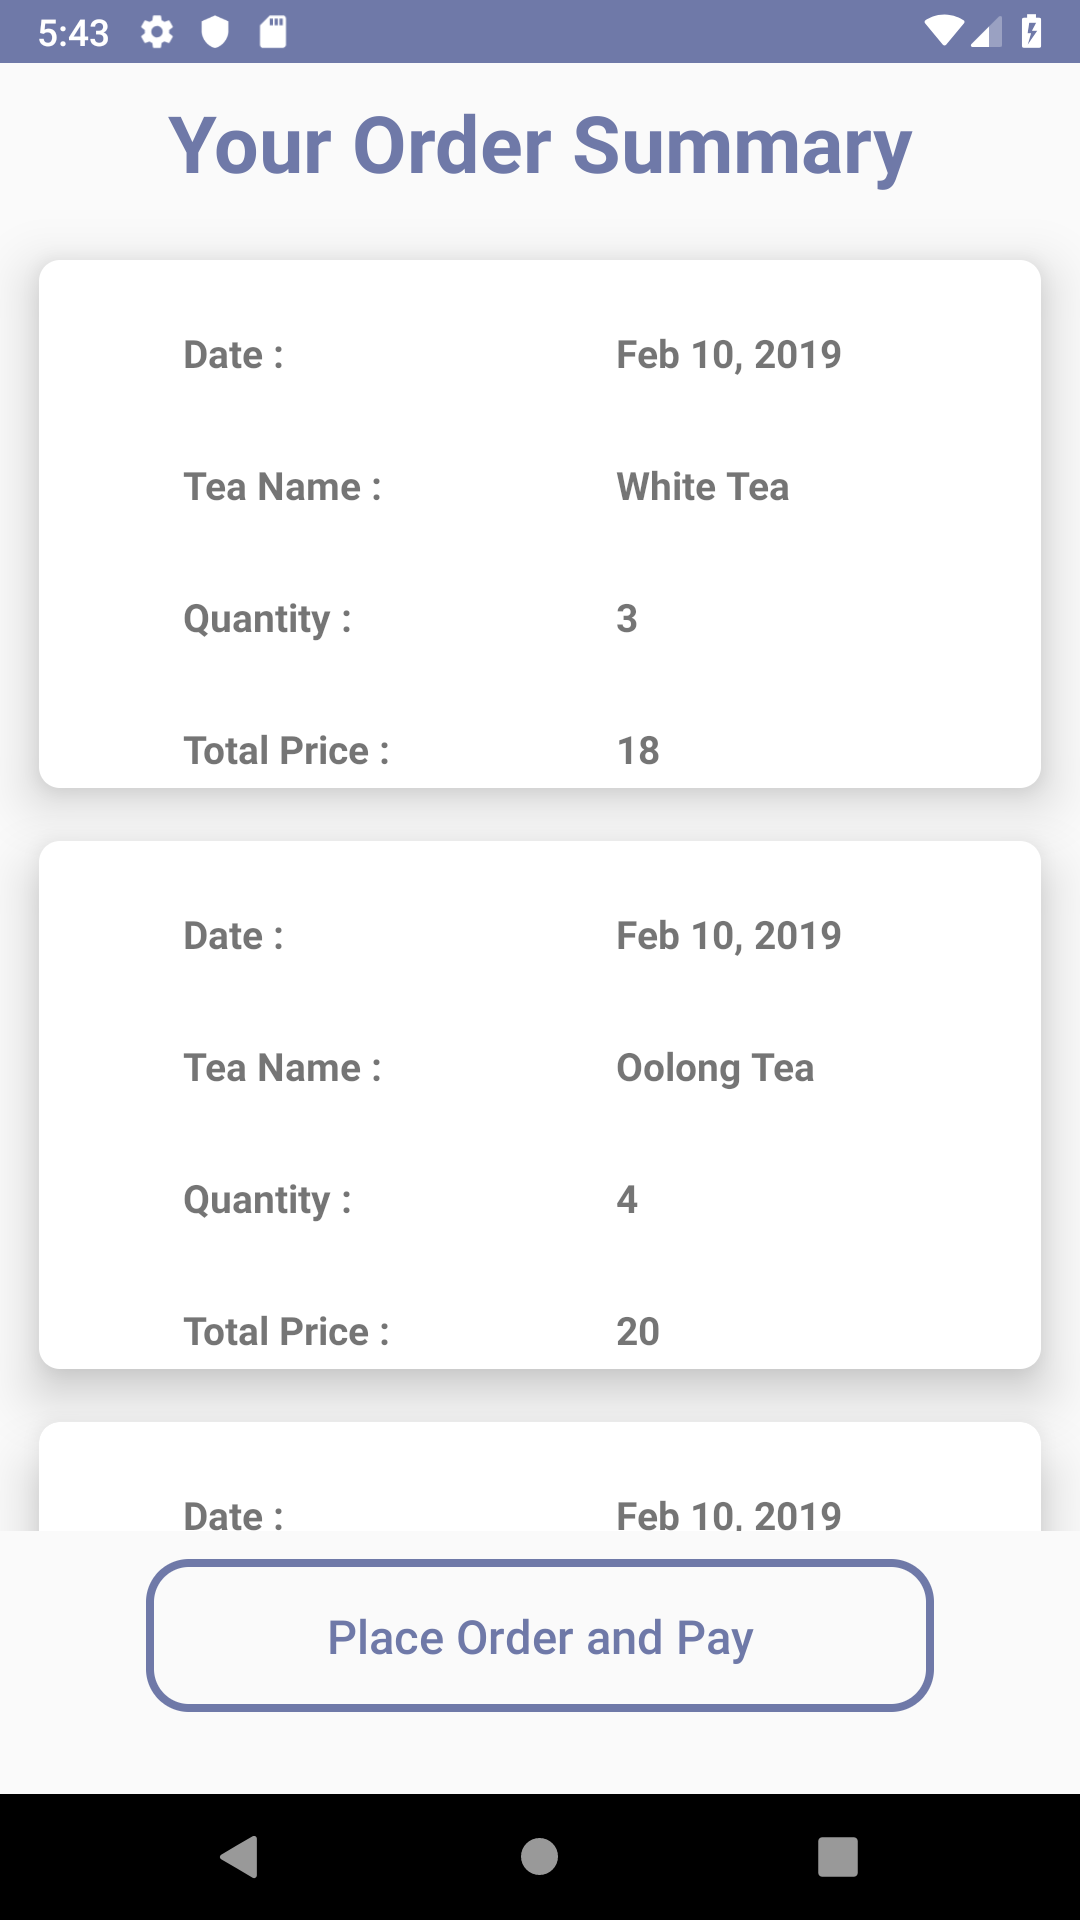 5:43
Your Order Summary
Date : Feb 10, 2019
Tea Name : White Tea
Quantity : 3
Total Price : 18
Date : Feb 10, 2019
Tea Name : Oolong Tea
Quantity : 4
Total Price : 20
Date : Feb 10, 2019
Place Order and Pay